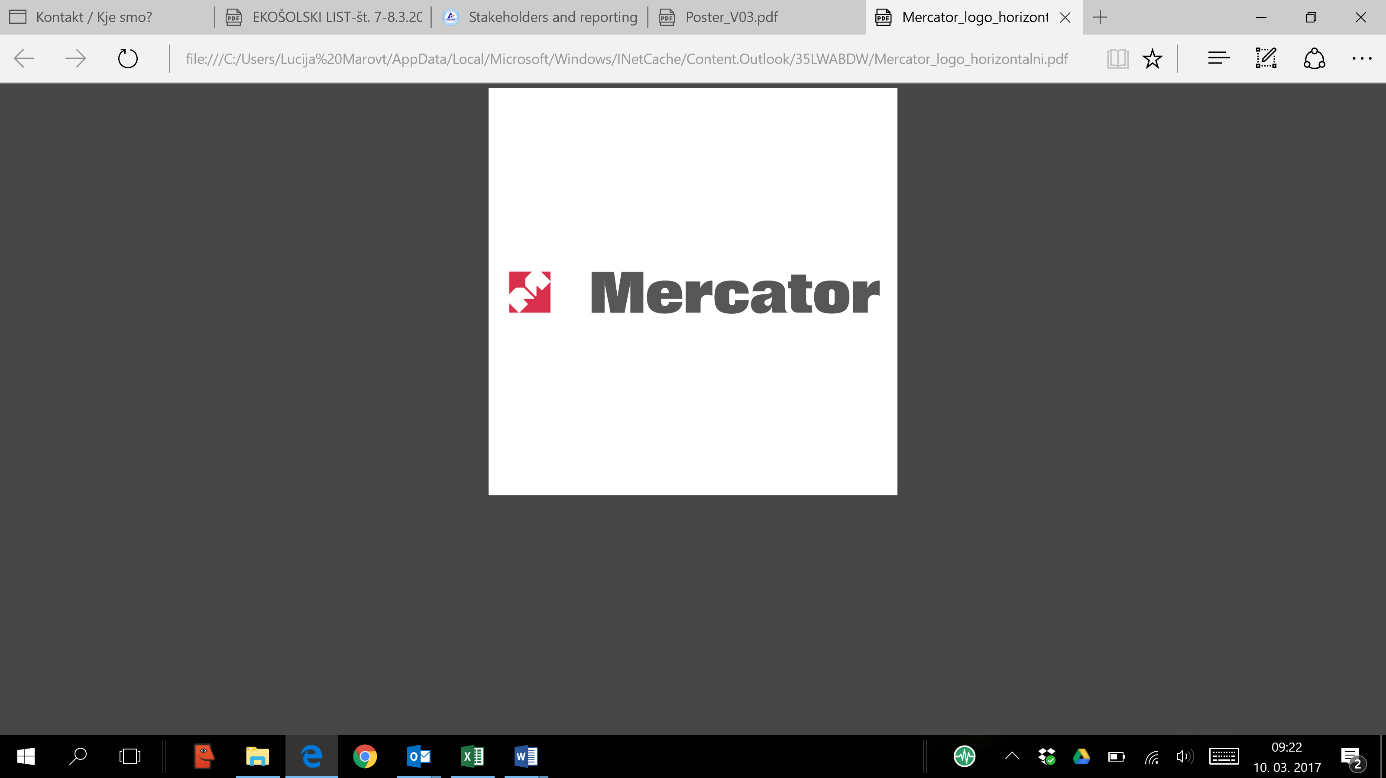 Kontakt / Kje smo?
EKOŠOLSKI LIST-št. 7-8.3.20
Stakeholders and reporting
Poster_V03.pdf
Mercator_logo_horizont
file:///C:/Users/Lucija%20Marovt/AppData/Local/Microsoft/Windows/INetCache/Content.Outlook/35LWABDW/Mercator_logo_horizontalni.pdf
Mercator
09:22
10. 03. 2017
2